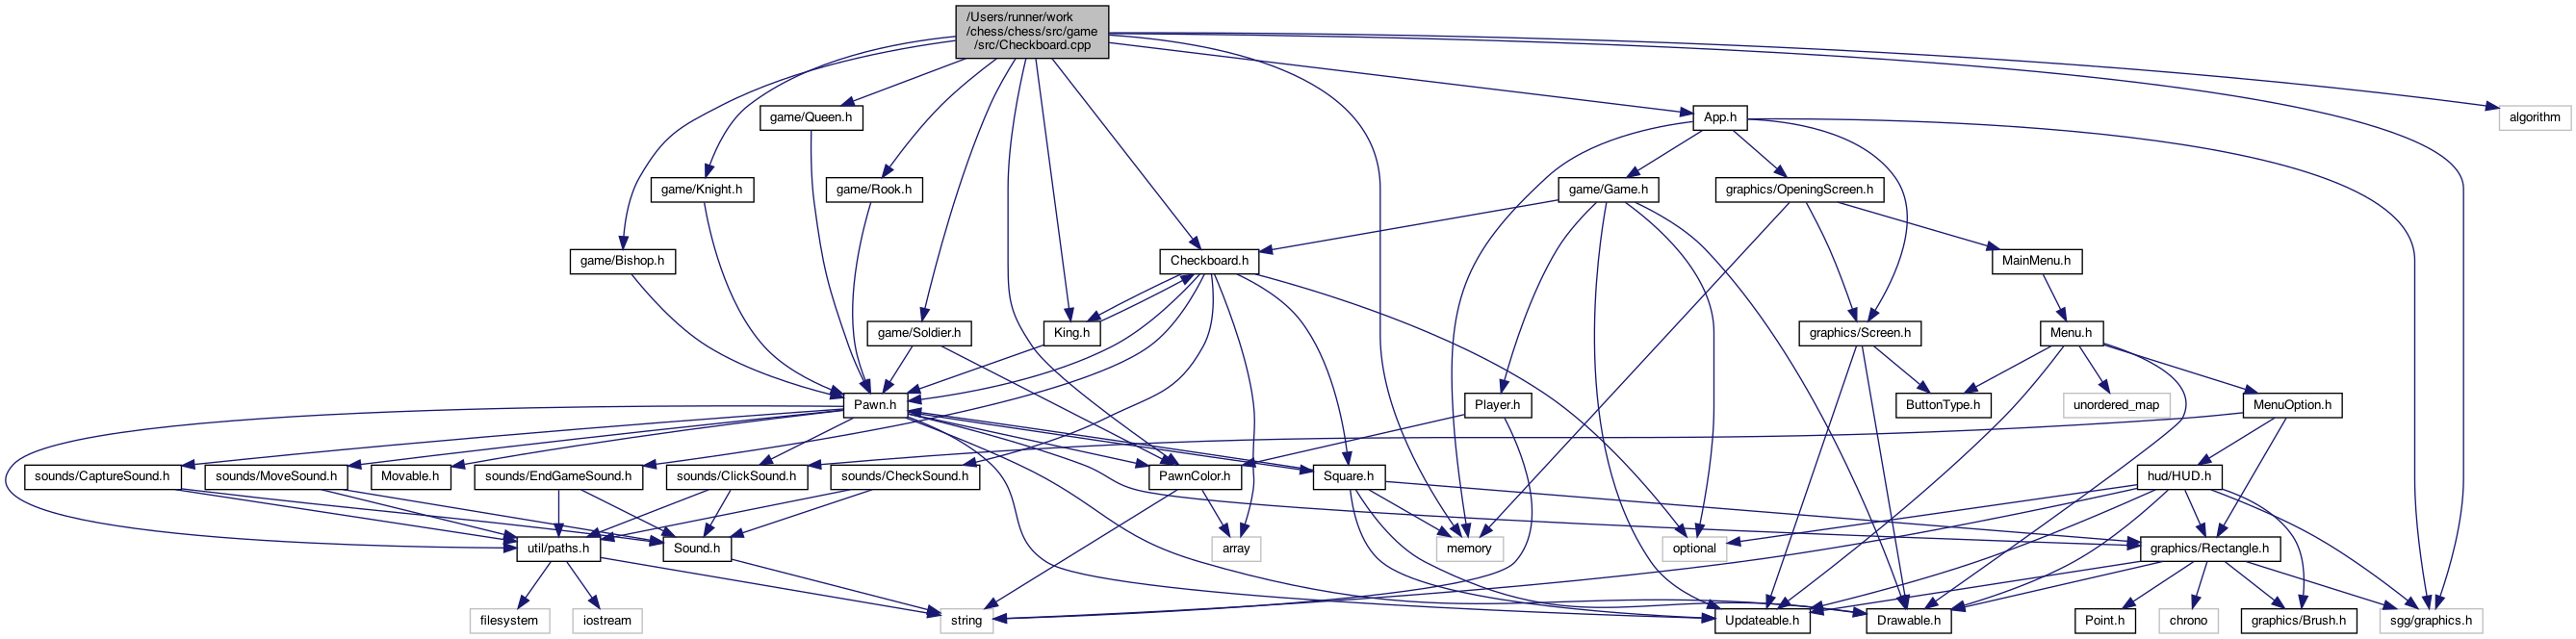 /Users/runner/work
/chess/chess/src/game
/src/Checkboard.cpp
game/Queen.h
App.h
algorithm
game/Knight.h
game/Rook.h
game/Game.h
graphics/OpeningScreen.h
game/Bishop.h
Checkboard.h
MainMenu.h
game/Soldier.h
King.h
graphics/Screen.h
Menu.h
Pawn.h
Player.h
ButtonType.h
unordered_map
MenuOption.h
sounds/CaptureSound.h
sounds/MoveSound.h
Movable.h
sounds/EndGameSound.h
sounds/ClickSound.h
sounds/CheckSound.h
PawnColor.h
Square.h
hud/HUD.h
util/paths.h
Sound.h
array
memory
optional
graphics/Rectangle.h
filesystem
iostream
string
Updateable.h
Drawable.h
Point.h
chrono
graphics/Brush.h
sgg/graphics.h